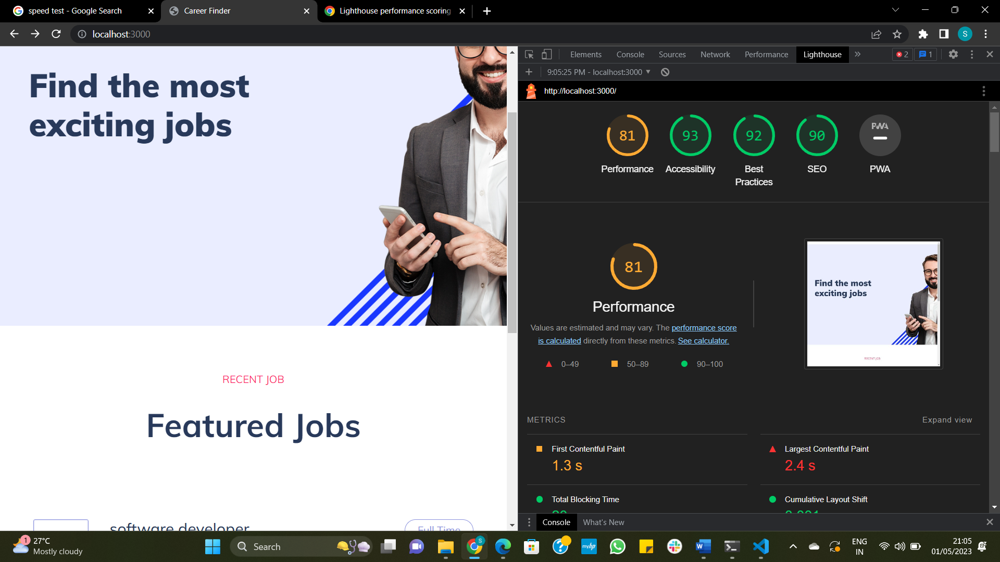 speed test - Google Search
Career Finder
Lighthouse performance scoring
localhost:3000
S
Elements
Console
Sources
Network
Performance
Lighthouse
2
1
9:05:25 PM - localhost:3000
http://localhost:3000/
Find the most
exciting jobs
RECENT JOB
Featured Jobs
software developer
Full Time
81
93
92
90
PWA
Performance
Accessibility
Best
Practices
SEO
PWA
81
Performance
Values are estimated and may vary. The performance score
is calculated directly from these metrics. See calculator.
0–49
50–89
90–100
Find the most
exciting jobs
RECENT JOB
METRICS
Expand view
First Contentful Paint
1.3 s
Largest Contentful Paint
2.4 s
Total Blocking Time
Cumulative Layout Shift
Console
What's New
1
27°C
Mostly cloudy
Search
S
myhp
ENG
IN
21:05
01/05/2023